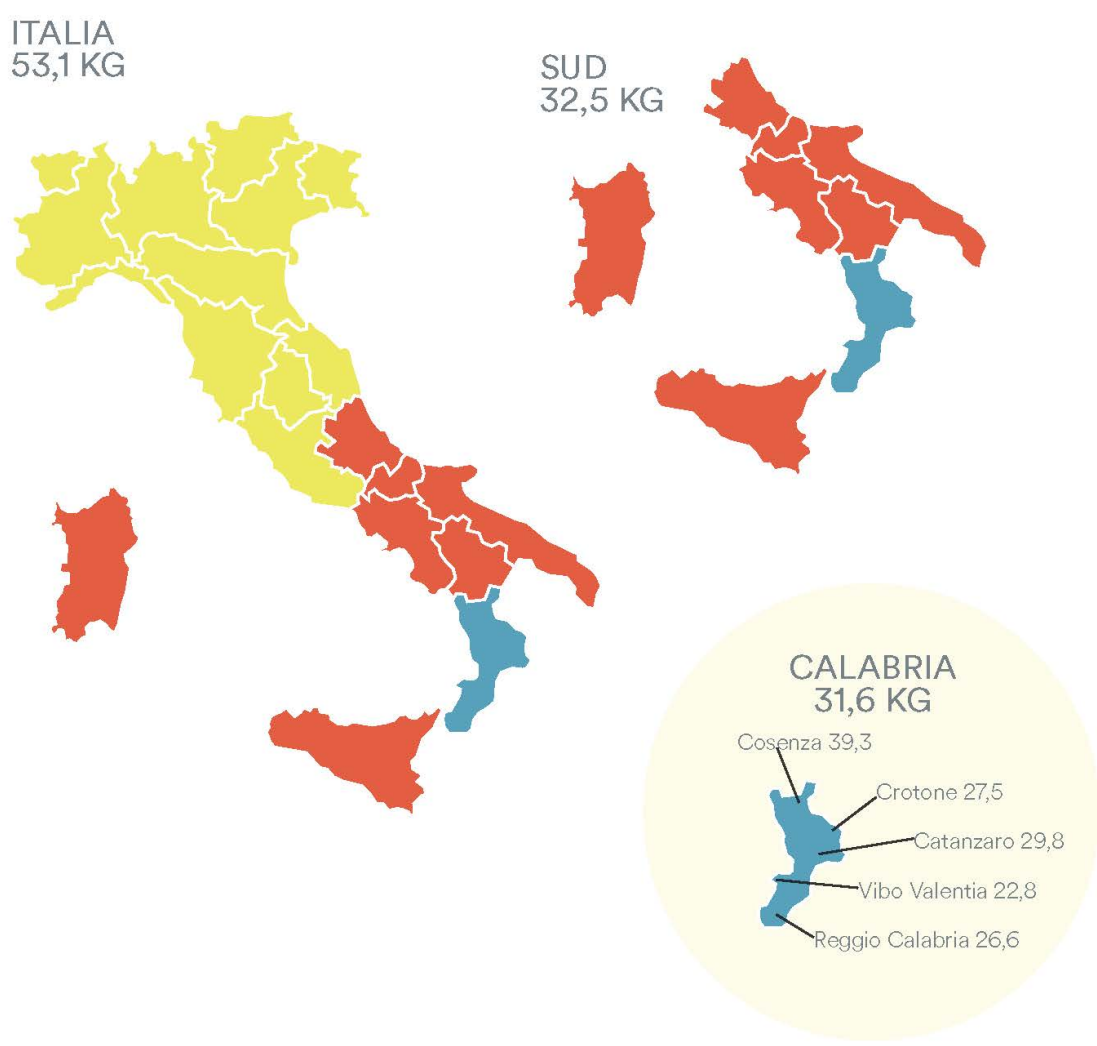 ITALIA
53,1 KG
SUD
32,5 KG
CALABRIA
31,6 KG
Cosenza 39,3
Crotone 27,5
Catanzaro 29,8
Vibo Valentia 22,8
Reggio Calabria 26,6